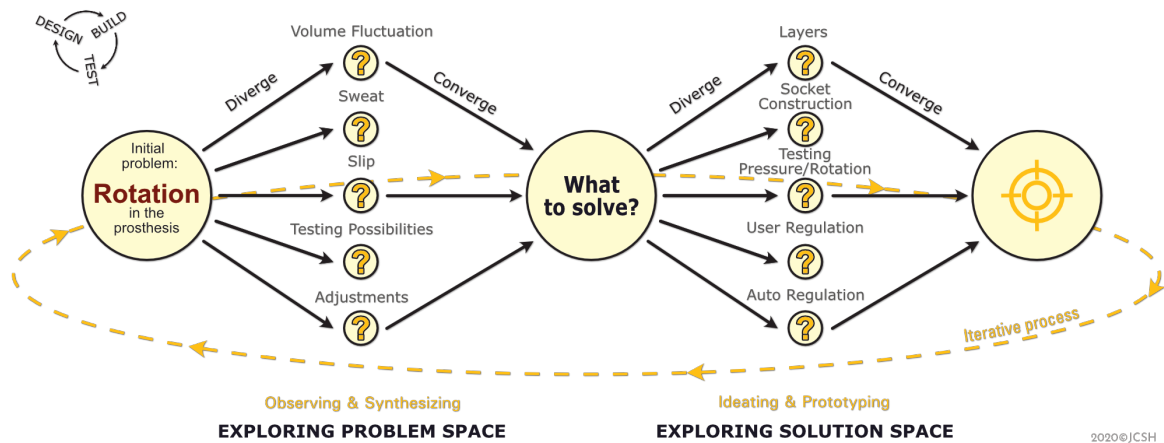 DESIGN
BUILD
TEST
Volume Fluctuation
Diverge
Converge
Sweat
Initial
problem:
Rotation
in the
prosthesis
Slip
Testing Possibilities
Adjustments
What
to solve?
Layers
Diverge
Converge
Socket
Construction
Testing
Pressure/Rotation
User Regulation
Auto Regulation
Iterative process
Observing & Synthesizing
EXPLORING PROBLEM SPACE
Ideating & Prototyping
EXPLORING SOLUTION SPACE
2020©JCSH